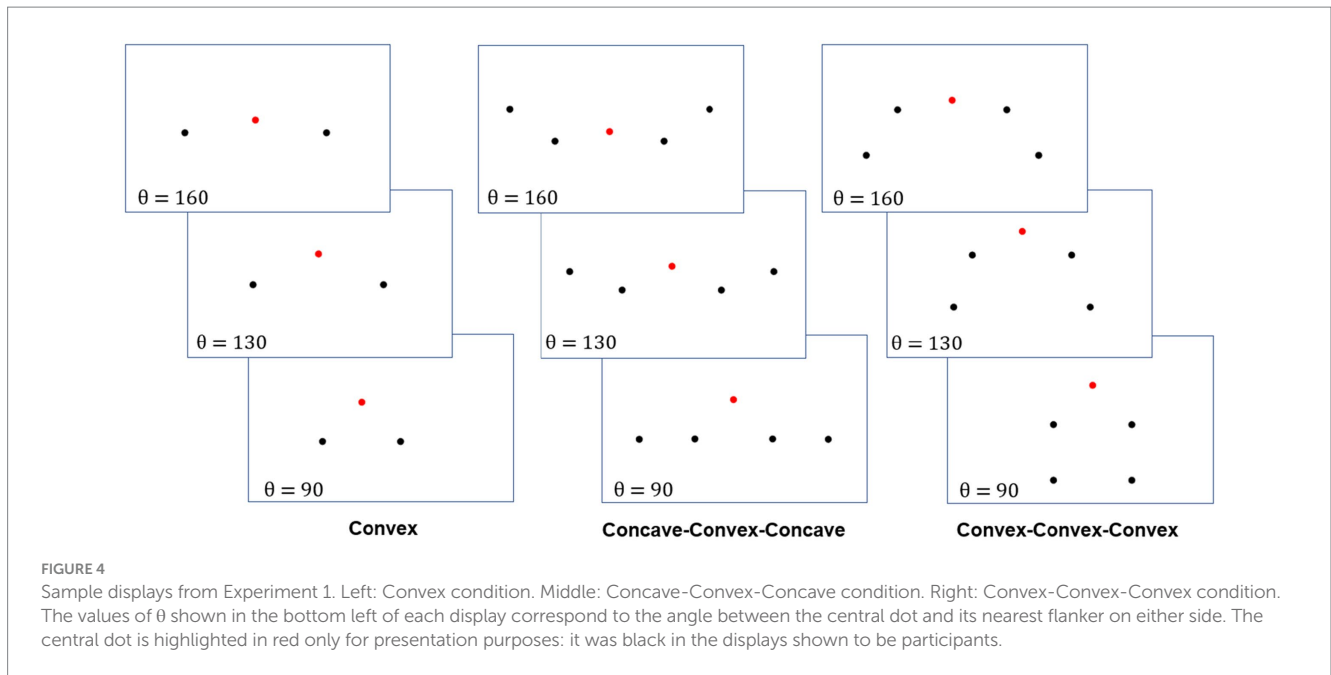 θ = 160
θ = 160
θ = 160
θ = 130
θ = 130
θ = 130
θ = 90
θ = 90
θ = 90
Convex
Concave-Convex-Concave
Convex-Convex-Convex
FIGURE 4
Sample displays from Experiment 1. Left: Convex condition. Middle: Concave-Convex-Concave condition. Right: Convex-Convex-Convex condition.
The values of θ shown in the bottom left of each display correspond to the angle between the central dot and its nearest flanker on either side. The
central dot is highlighted in red only for presentation purposes: it was black in the displays shown to be participants.